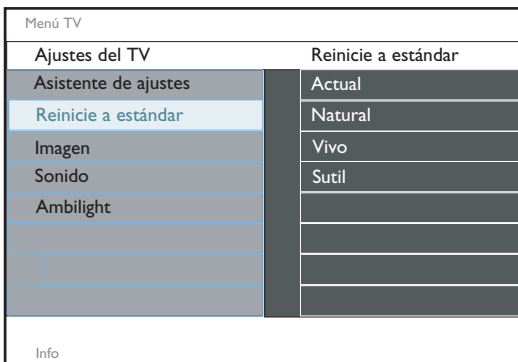 Menú TV
Ajustes del TV
Reinicie a estándar
Asistente de ajustes
Actual
Reinicie a estándar
Natural
Imagen
Vivo
Sonido
Sutil
Ambilight
Info